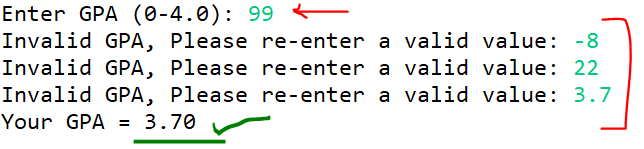 Enter GPA (0-4.0): 99
Invalid GPA, Please re-enter a valid value: -8
Invalid GPA, Please re-enter a valid value: 22
Invalid GPA, Please re-enter a valid value: 3.7
Your GPA = 3.70